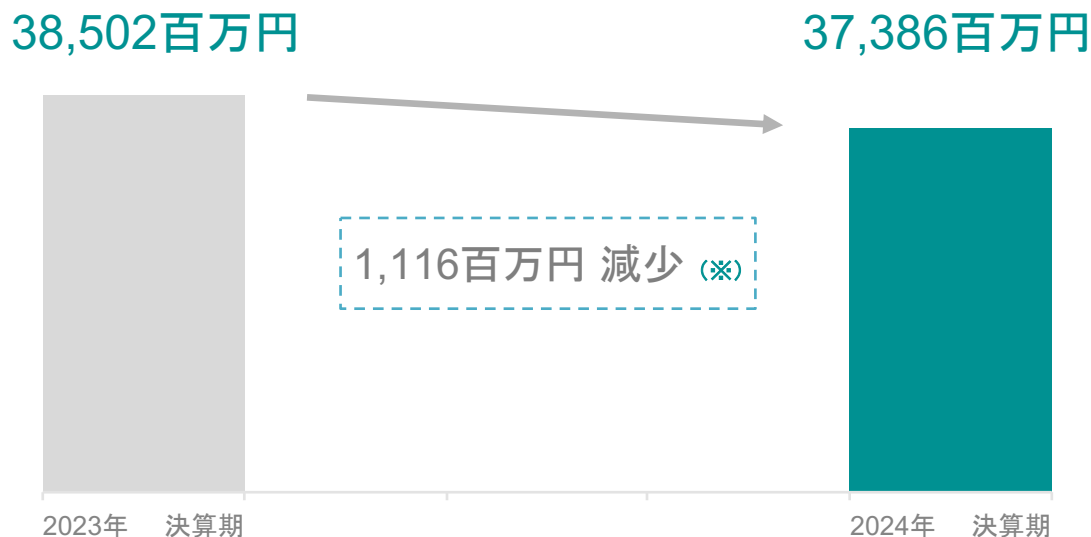 38,502百万円
37,386百万円
1,116百万円 減少 (※)
2023年 決算期
2024年 決算期